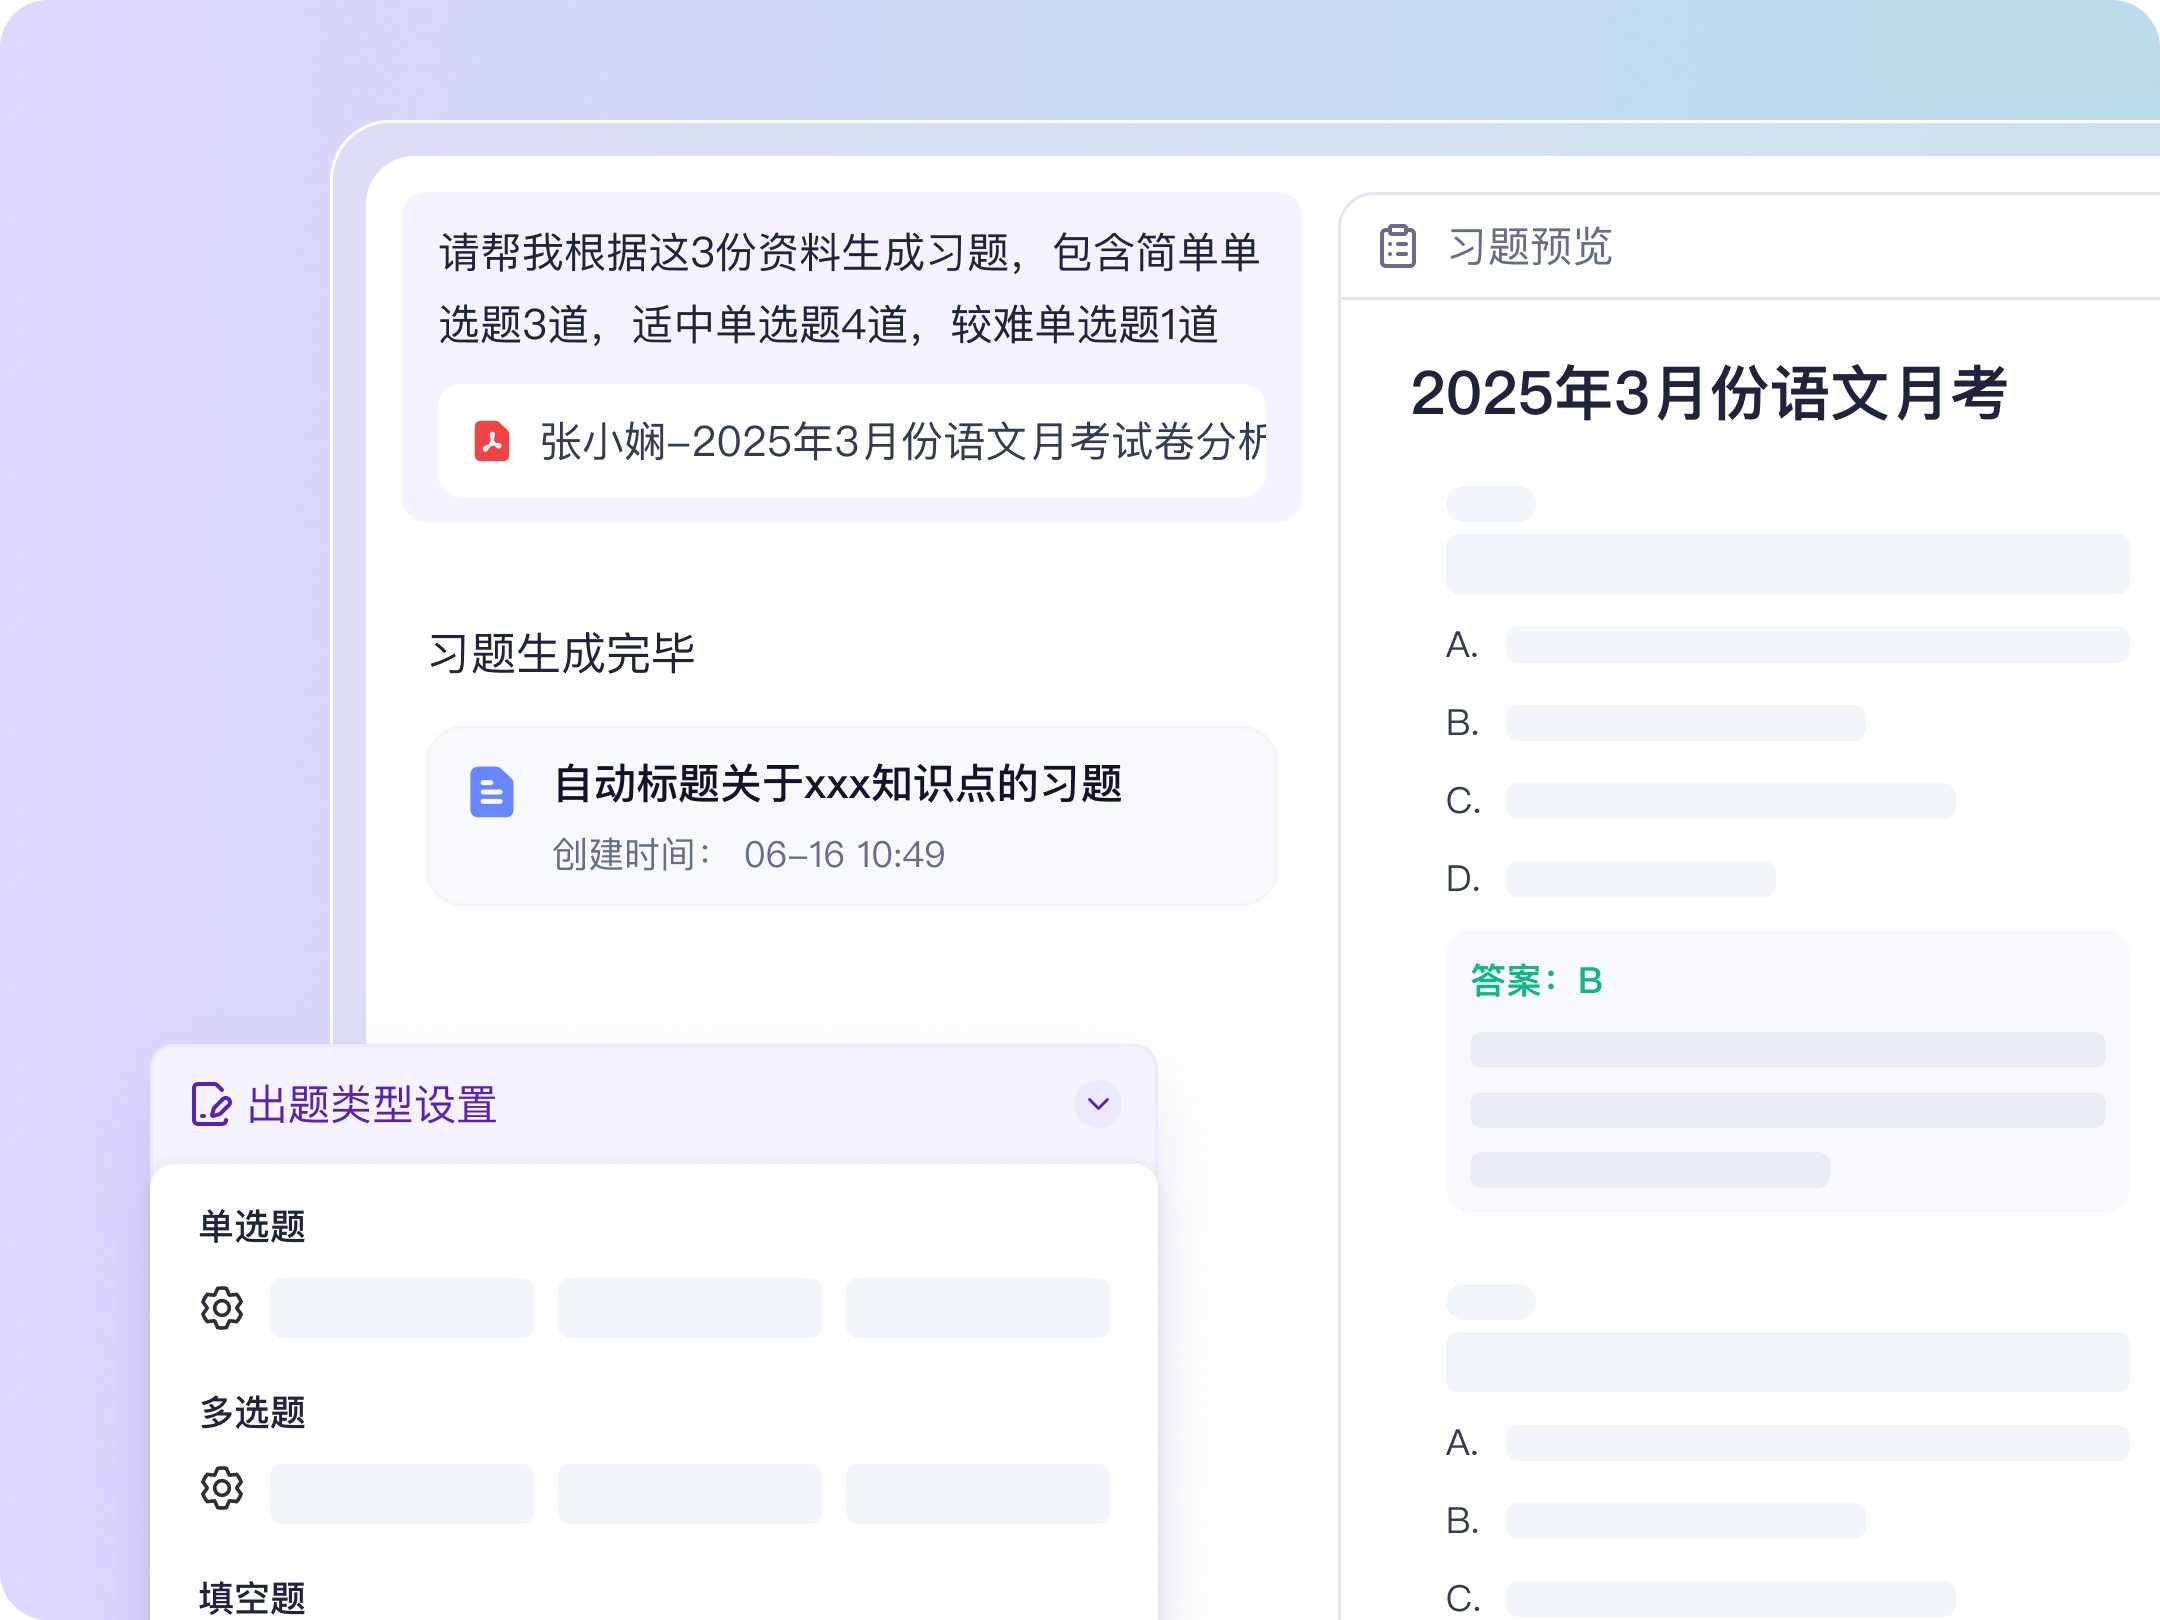 请帮我根据这3份资料生成习题，包含简单单
选题3道，适中单选题4道，较难单选题1道
张小娴-2025年3月份语文月考试卷分析
习题生成完毕
自动标题关于xxx知识点的习题
创建时间： 06-16 10:49
出题类型设置
单选题
多选题
填空题
习题预览
2025年3月份语文月考
A.
B.
C.
D.
答案：B
A.
B.
C.